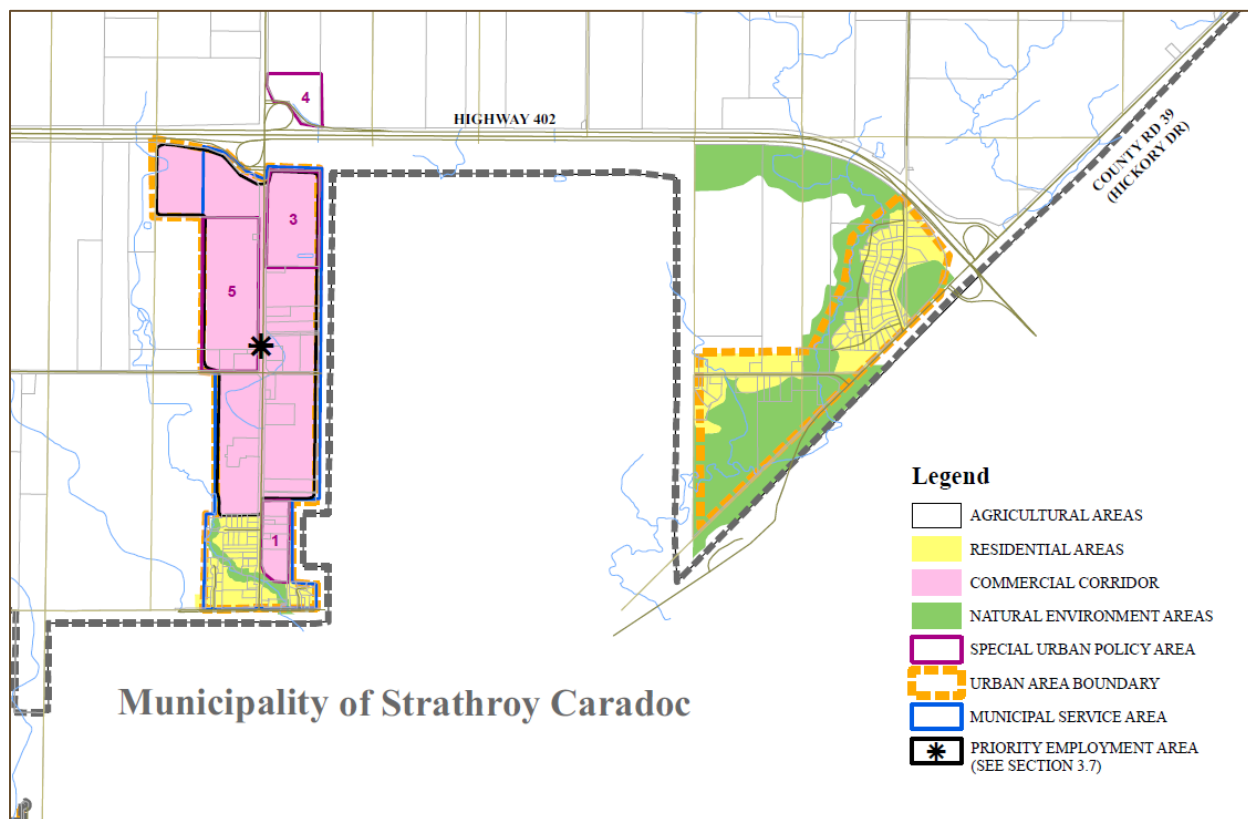 4
HIGHWAY 402
COUNTY RD 39
(HICKORY DR)
3
5
1
Legend
AGRICULTURAL AREAS
RESIDENTIAL AREAS
COMMERCIAL CORRIDOR
NATURAL ENVIRONMENT AREAS
SPECIAL URBAN POLICY AREA
URBAN AREA BOUNDARY
MUNICIPAL SERVICE AREA
PRIORITY EMPLOYMENT AREA
(SEE SECTION 3.7)
Municipality of Strathroy Caradoc